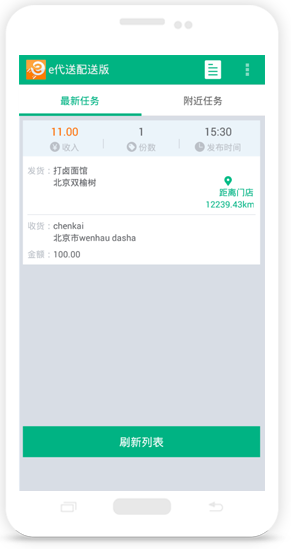 e代送配送版
最新任务 附近任务
11.00 1 15:30
收入 份数 发布时间
发货：打卤面馆
北京双榆树
距离门店
12239.43km
收货：chenkai
北京市wenhau dasha
金额：100.00
刷新列表